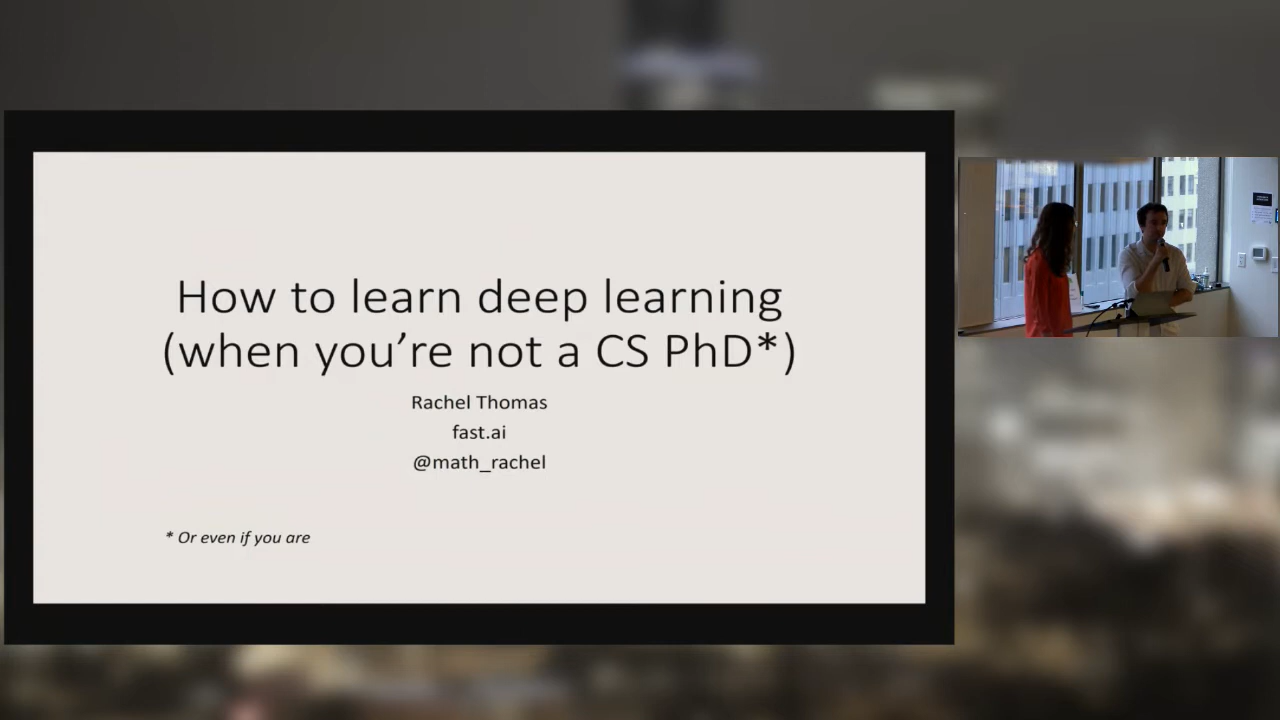 How to learn deep learning
(when you're not a CS PhD*)
Rachel Thomas
fast.ai
@math_rachel
* Or even if you are